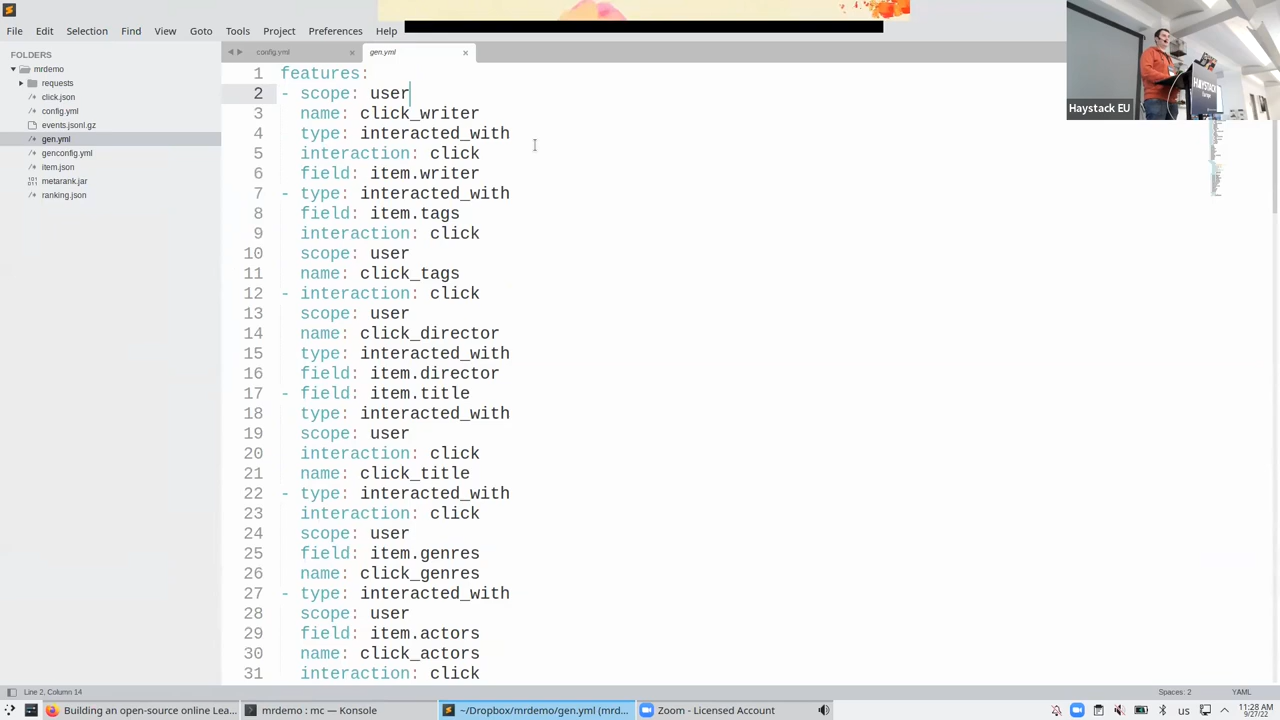 File Edit Selection Find View Goto Tools Project Preferences Help
FOLDERS
mrdemo
requests
click.json
config.yml
events.jsonl.gz
gen.yml
genconfig.yml
item.json
metarank.jar
ranking.json
config.yml
gen.yml
1 features:
2 - scope: user
3 name: click_writer
4 type: interacted_with
5 interaction: click
6 field: item.writer
7 - type: interacted_with
8 field: item.tags
9 interaction: click
10 scope: user
11 name: click_tags
12 - interaction: click
13 scope: user
14 name: click_director
15 type: interacted_with
16 field: item.director
17 - field: item.title
18 type: interacted_with
19 scope: user
20 interaction: click
21 name: click_title
22 - type: interacted_with
23 interaction: click
24 scope: user
25 field: item.genres
26 name: click_genres
27 - type: interacted_with
28 scope: user
29 field: item.actors
30 name: click_actors
31 interaction: click
Haystack EU
Line 2, Column 14
Spaces: 2
YAML
Building an open-source online Lea...
mrdemo : mc — Konsole
~/Dropbox/mrdemo/gen.yml (mrd...
Zoom - Licensed Account
us
11:28 AM
9/27/22